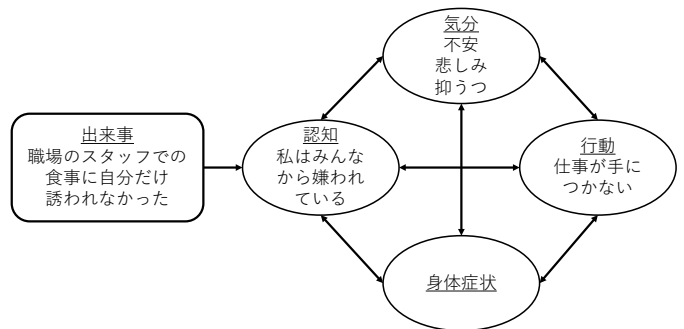 出来事
職場のスタッフでの
食事に自分だけ
誘われなかった
認知
私はみんな
から嫌われ
ている
気分
不安
悲しみ
抑うつ
行動
仕事が手に
つかない
身体症状